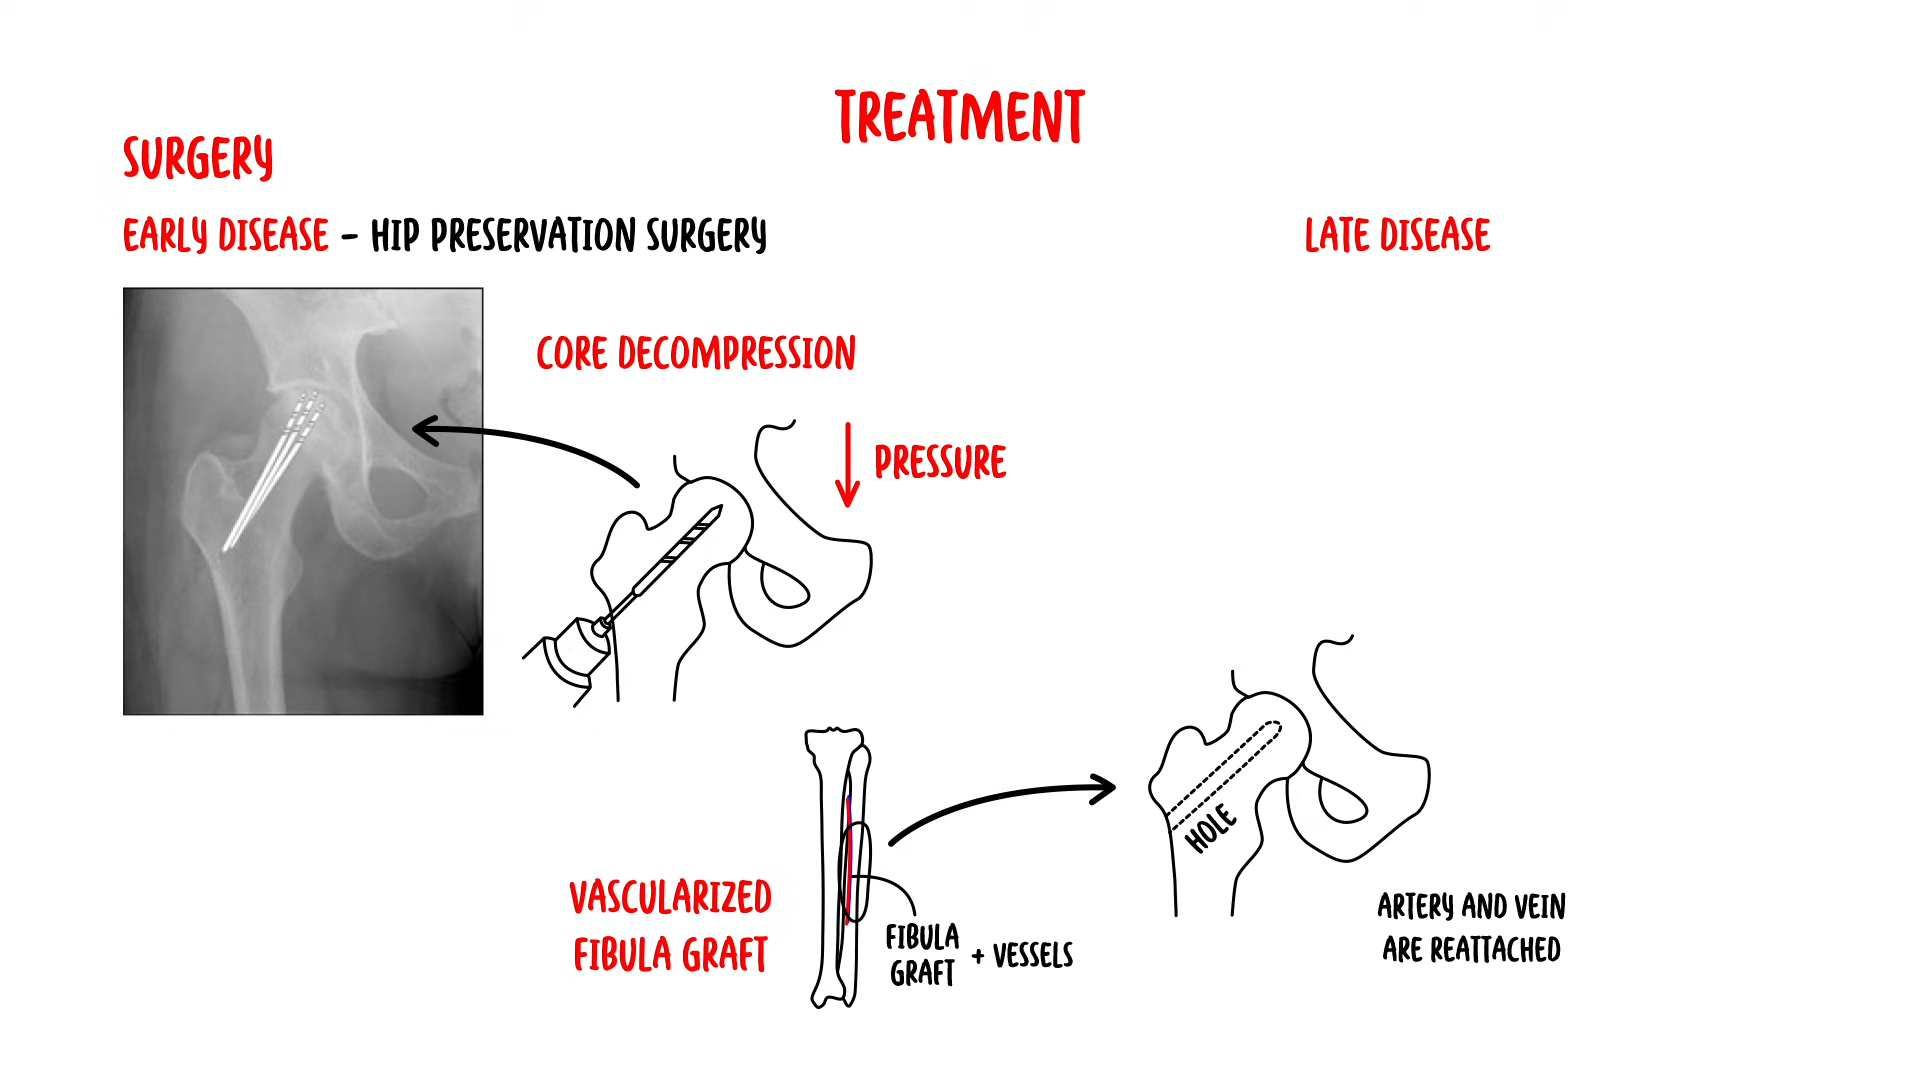 TREATMENT
SURGERY
EARLY DISEASE - HIP PRESERVATION SURGERY
LATE DISEASE
CORE DECOMPRESSION
PRESSURE
HOLE
VASCULARIZED
FIBULA GRAFT
FIBULA
GRAFT
+ VESSELS
ARTERY AND VEIN
ARE REATTACHED